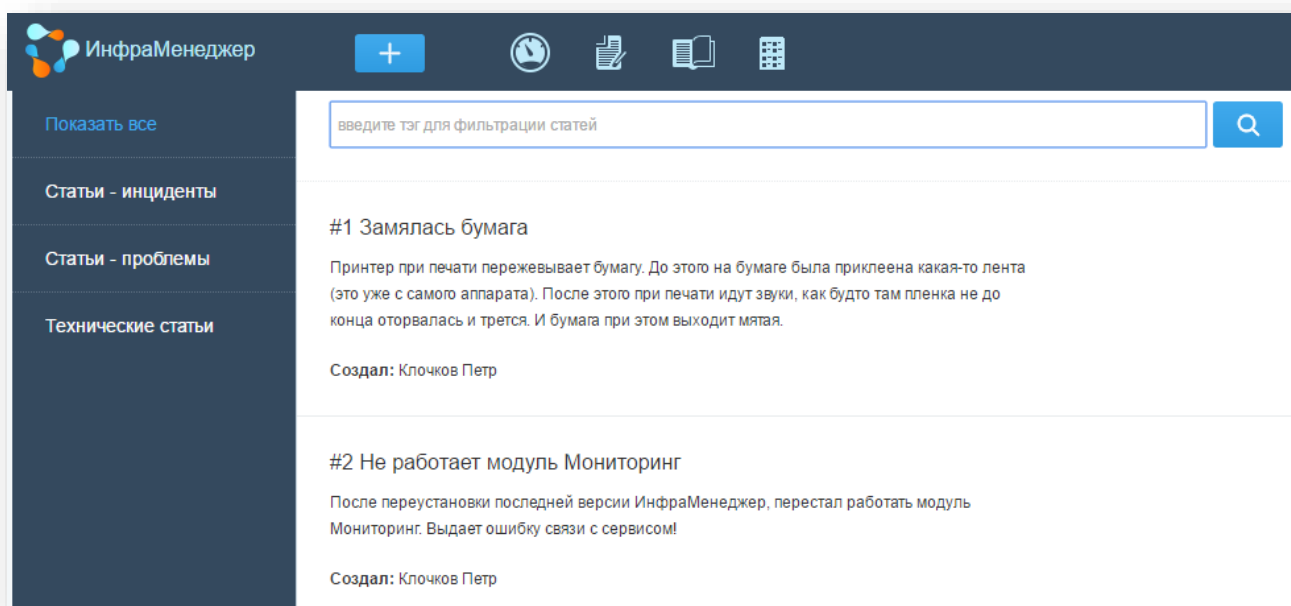 ИнфраМенеджер
Показать все
введите тэг для фильтрации статей
Статьи - инциденты
Статьи - проблемы
Технические статьи
#1 Замялась бумага
Принтер при печати пережевывает бумагу. До этого на бумаге была приклеена какая-то лента
(это уже с самого аппарата). После этого при печати идут звуки, как будто там пленка не до
конца оторвалась и трется. И бумага при этом выходит мятая.
Создал: Клочков Петр
#2 Не работает модуль Мониторинг
После переустановки последней версии ИнфраМенеджер, перестал работать модуль
Мониторинг. Выдает ошибку связи с сервисом!
Создал: Клочков Петр